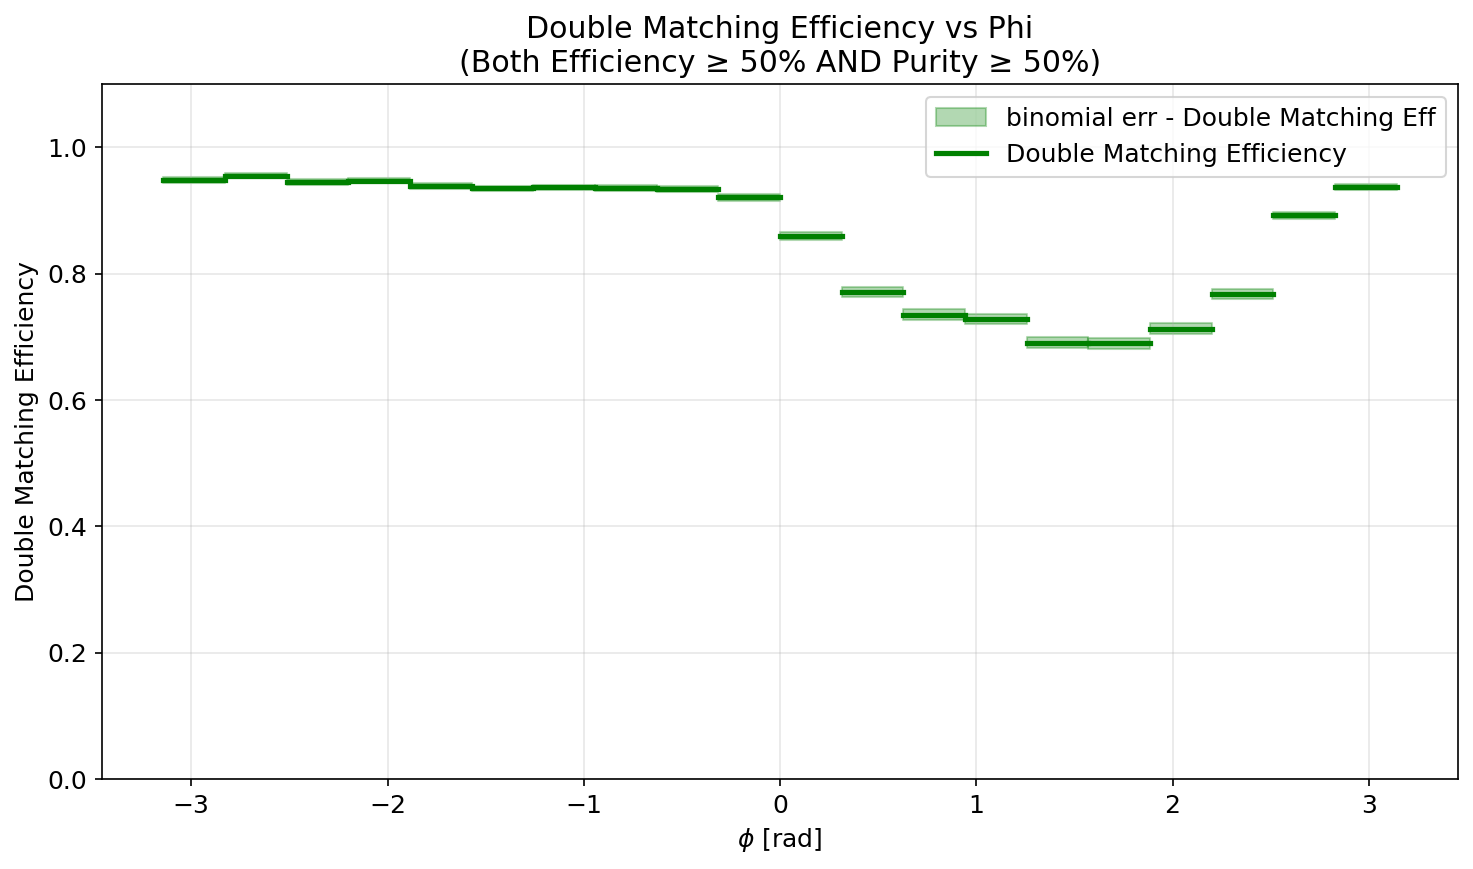 Double Matching Efficiency vs Phi
(Both Efficiency ≥ 50% AND Purity ≥ 50%)
binomial err - Double Matching Eff
Double Matching Efficiency
Double Matching Efficiency
1.0
0.8
0.6
0.4
0.2
0.0
−3
−2
−1
0
1
2
3
ϕ [rad]